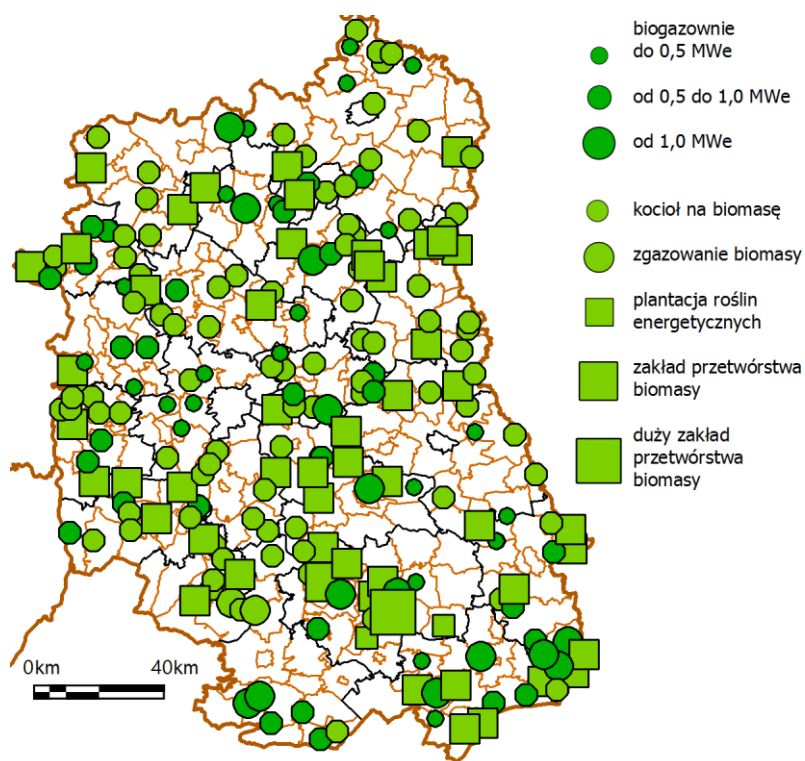 biogazownie
do 0,5 MWe
od 0,5 do 1,0 MWe
od 1,0 MWe
kocioł na biomasę
zgazowanie biomasy
plantacja roślin
energetycznych
zakład przetwórstwa
biomasy
duży zakład
przetwórstwa
biomasy
0km 40km